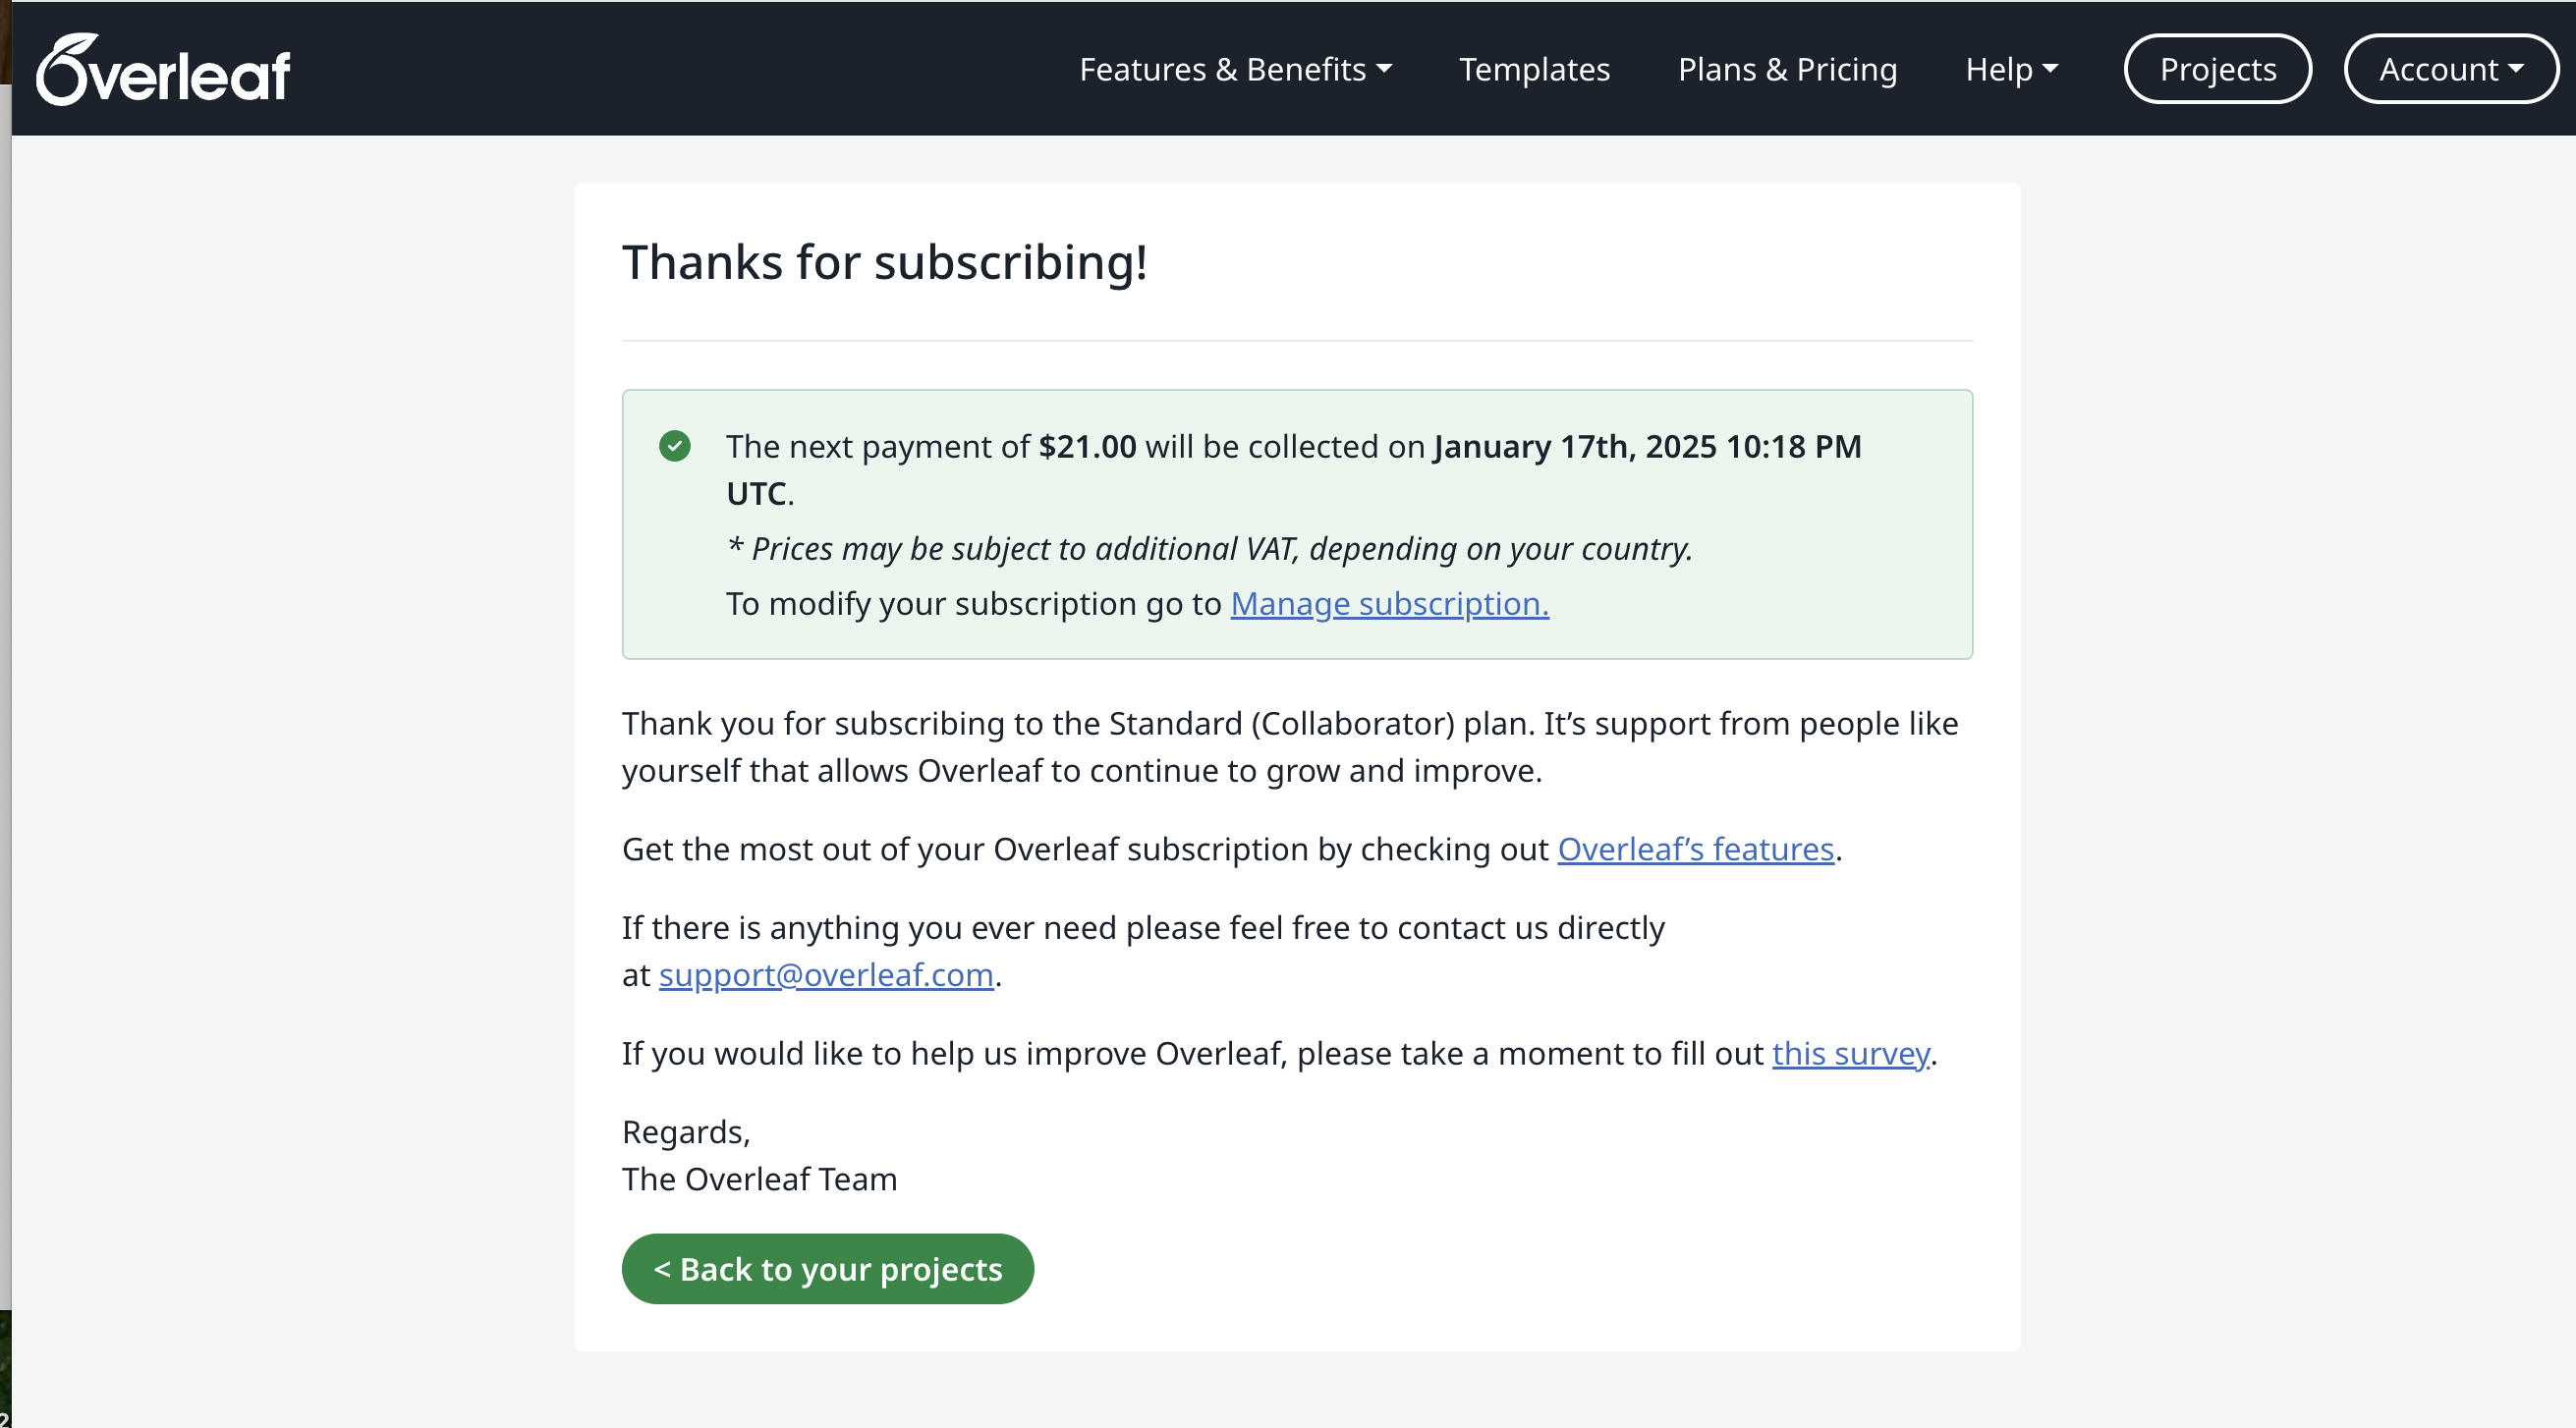 Overleaf
Features & Benefits
Templates
Plans & Pricing
Help
Projects
Account
Thanks for subscribing!
The next payment of $21.00 will be collected on January 17th, 2025 10:18 PM
UTC.
* Prices may be subject to additional VAT, depending on your country.
To modify your subscription go to Manage subscription.
Thank you for subscribing to the Standard (Collaborator) plan. It’s support from people like
yourself that allows Overleaf to continue to grow and improve.
Get the most out of your Overleaf subscription by checking out Overleaf’s features.
If there is anything you ever need please feel free to contact us directly
at support@overleaf.com.
If you would like to help us improve Overleaf, please take a moment to fill out this survey.
Regards,
The Overleaf Team
< Back to your projects